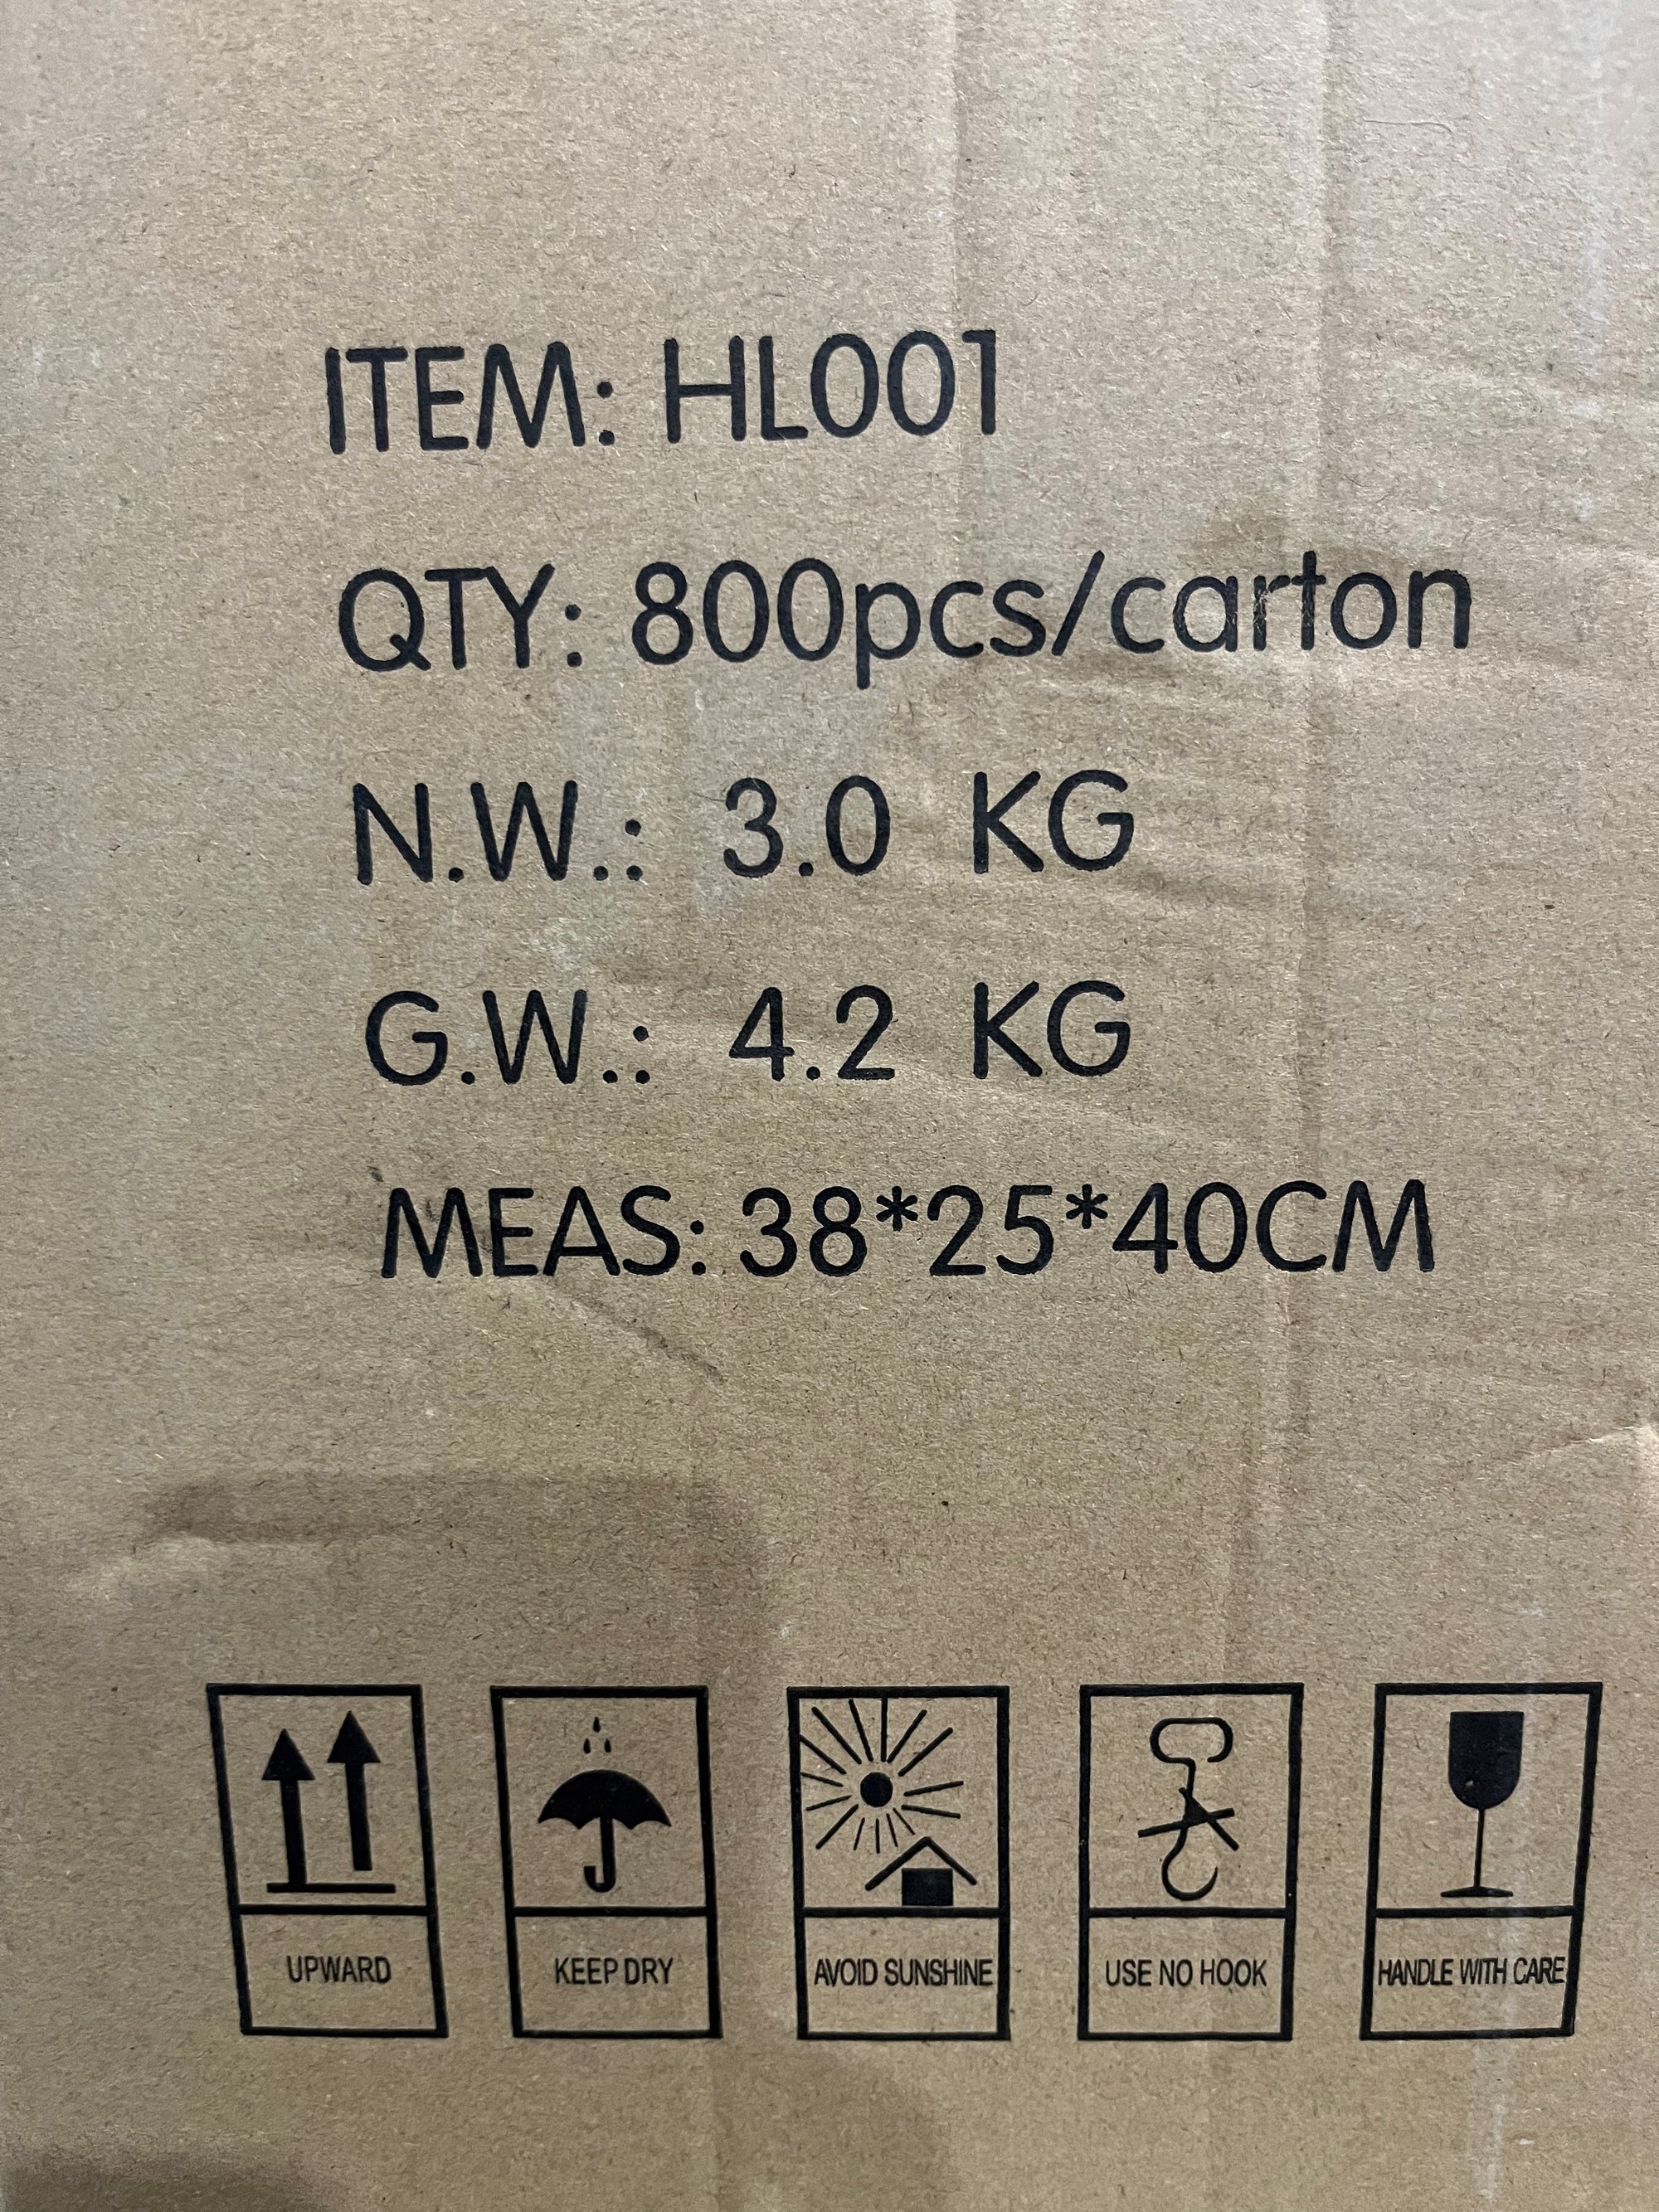 ITEM: HL001
QTY: 800pcs/carton
N.W.: 3.0 KG
G.W.: 4.2 KG
MEAS: 38*25*40CM
UPWARD
KEEP DRY
AVOID SUNSHINE
USE NO HOOK
HANDLE WITH CARE